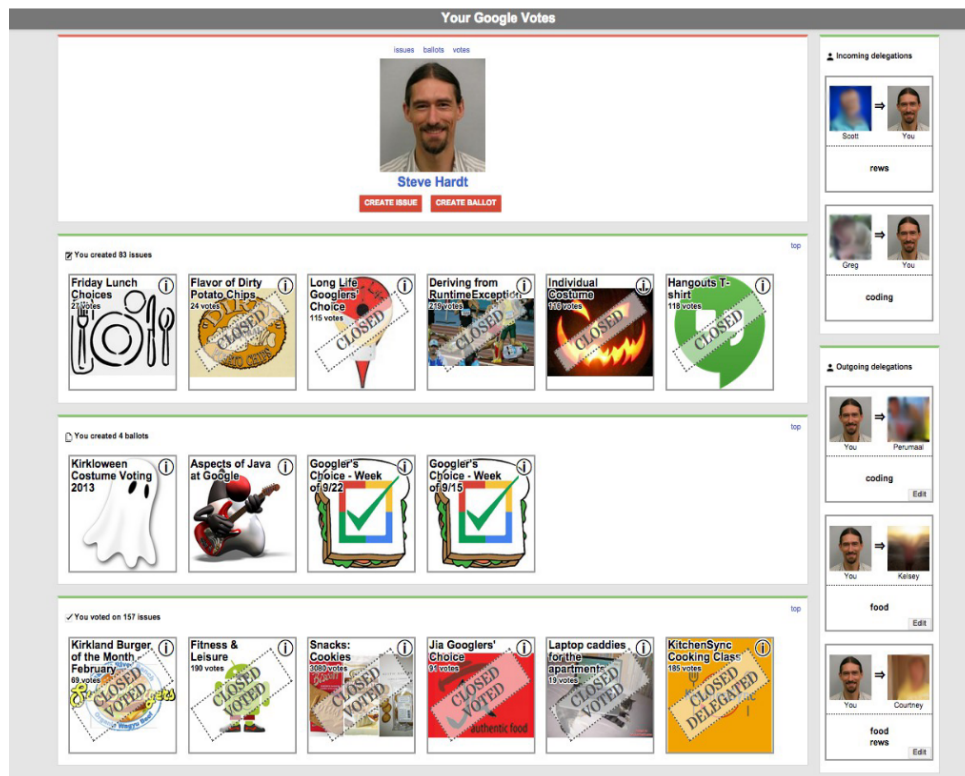 Your Google Votes
issues ballots votes
Steve Hardt
CREATE ISSUE CREATE BALLOT
You created 83 issues
top
Friday Lunch
Choices
Flavor of Dirty
Potato Chips
24 votes
CLOSED
Long Life
Googlers'
Choice
115 votes
CLOSED
Deriving from
RuntimeException
219 votes
CLOSED
Individual
Costume
CLOSED
Hangouts T-
shirt
118 votes
CLOSED
You created 4 ballots
top
Kirkloween
Costume Voting
2013
Aspects of Java
at Google
Googler's
Choice - Week
of 9/22
Googler's
Choice - Week
of 9/15
You voted on 157 issues
top
Kirkland Burger
of the Month
February
69 votes
CLOSED
VOTED
Fitness &
Leisure
190 votes
CLOSED
VOTED
Snacks:
Cookies
3080 votes
CLOSED
VOTED
Jia Googlers'
Choice
91 votes
CLOSED
VOTED
authentic food
Laptop caddies
for the
apartments
19 votes
CLOSED
VOTED
KitchenSync
Cooking Class
185 votes
CLOSED
DELEGATED
Incoming delegations
Scott You
rews
Greg You
coding
Outgoing delegations
You Perumaal
coding
Edit
You Kelsey
food
Edit
You Courtney
food
rews
Edit